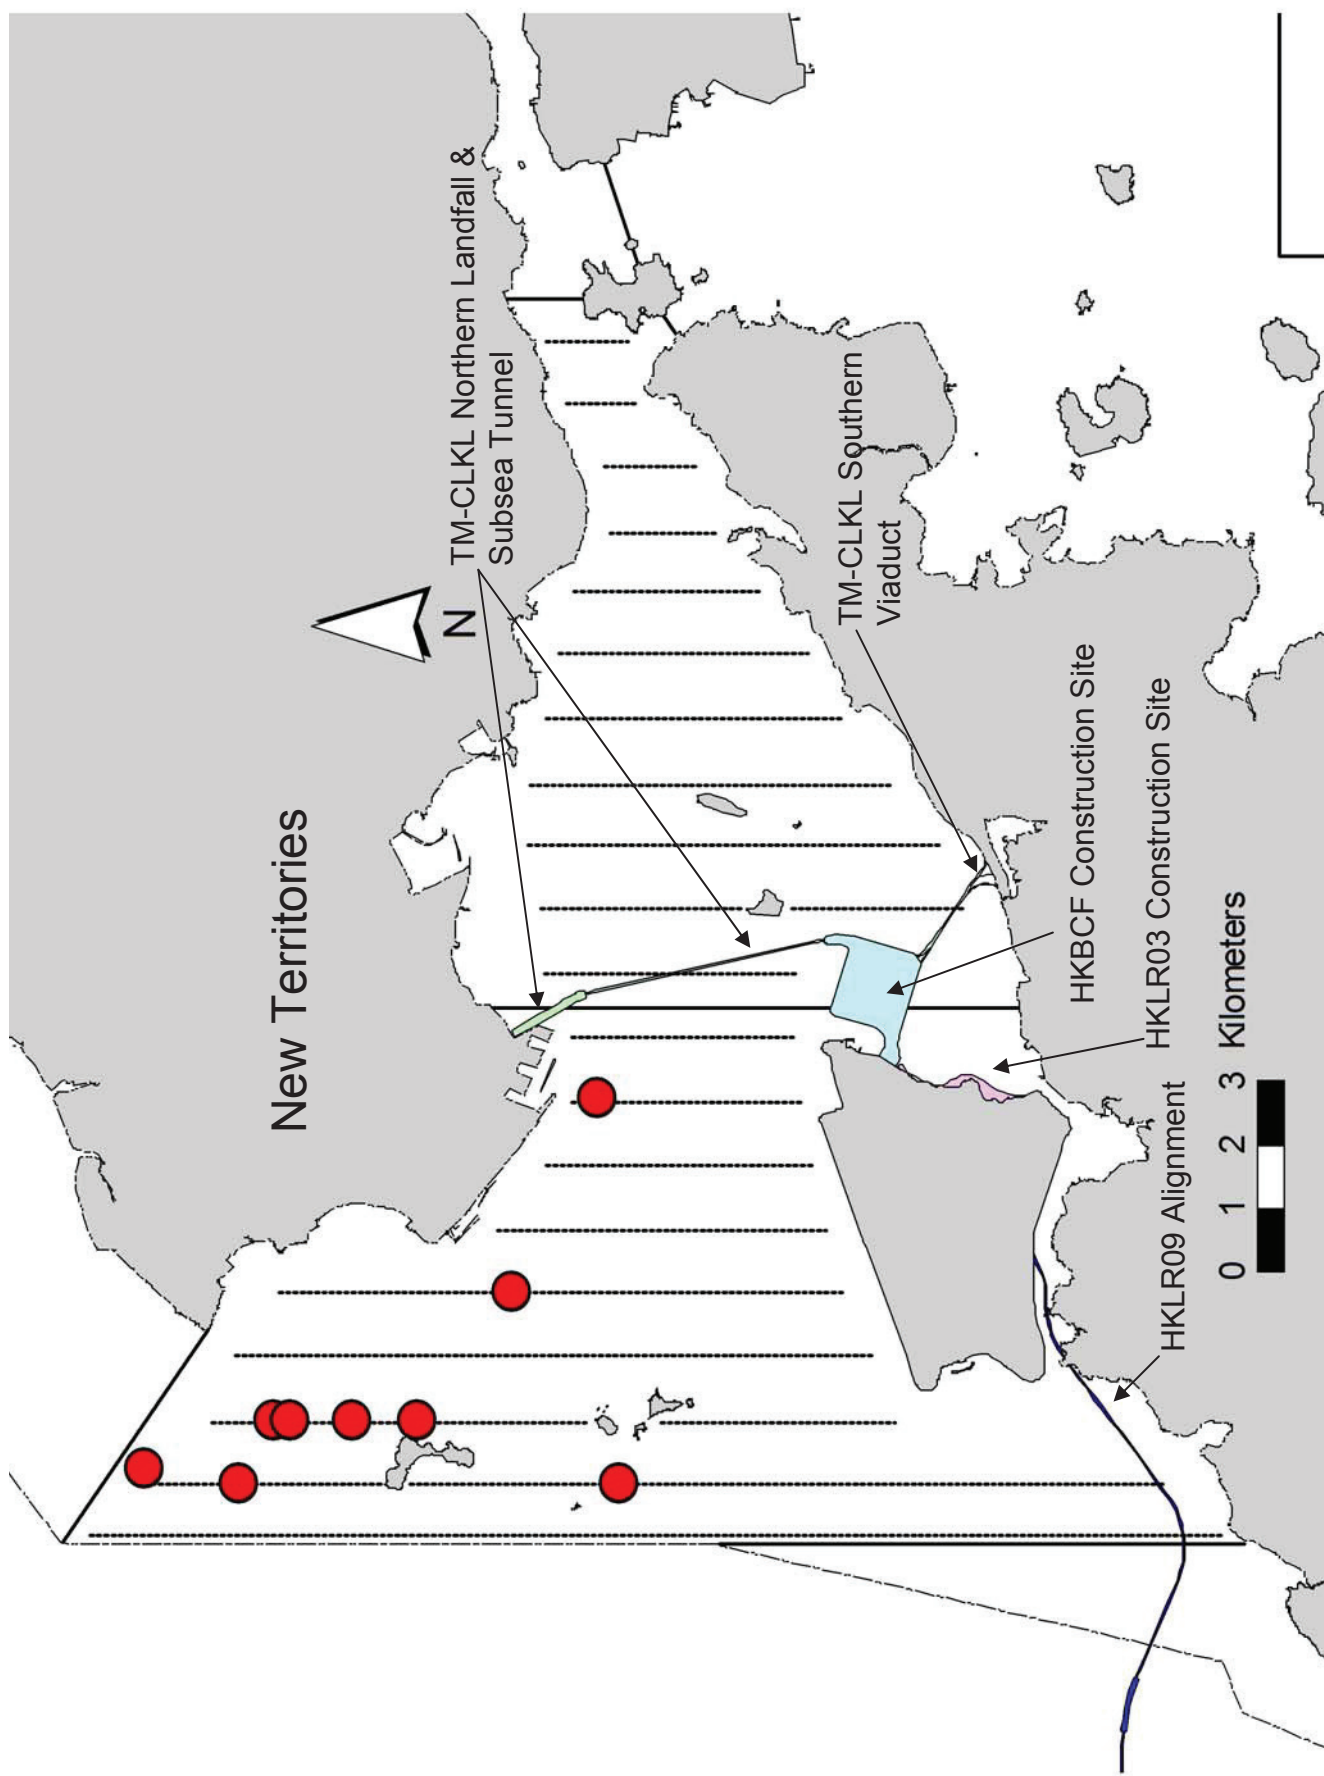 New Territories
N
TM-CLKL Northern Landfall &
Subsea Tunnel
TM-CLKL Southern
Viaduct
HKBCF Construction Site
HKLR03 Construction Site
HKLR09 Alignment
0 1 2 3 Kilometers